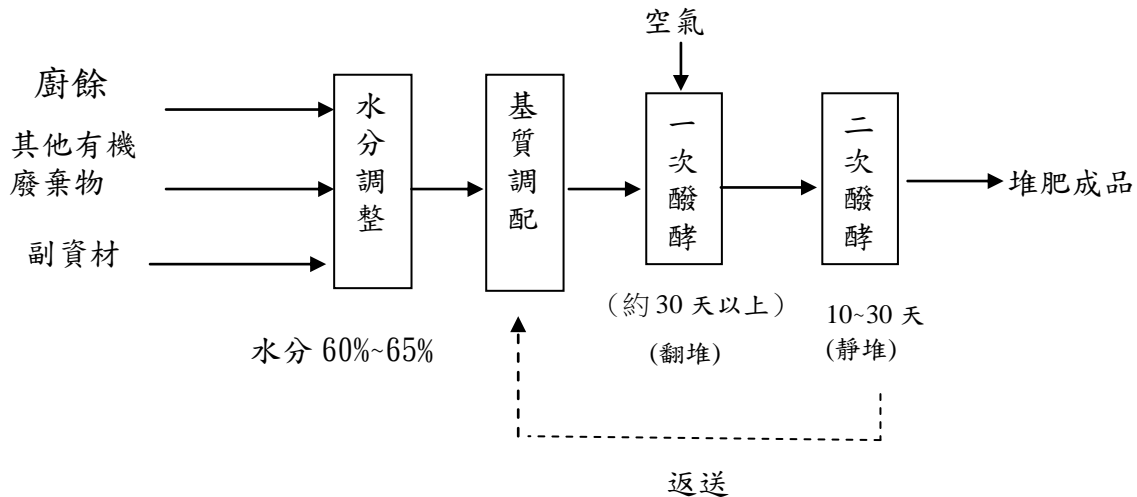 空氣
廚餘
其他有機
廢棄物
副資材
水分調整
基質調配
一次醱酵
二次醱酵
堆肥成品
水分 60%~65%
（約 30 天以上）
(翻堆)
10~30 天
(靜堆)
返送